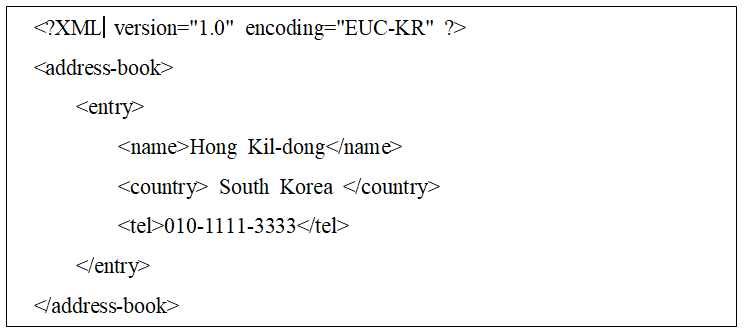 <?XML version="1.0" encoding="EUC-KR" ?>
<address-book>
<entry>
<name>Hong Kil-dong</name>
<country> South Korea </country>
<tel>010-1111-3333</tel>
</entry>
</address-book>